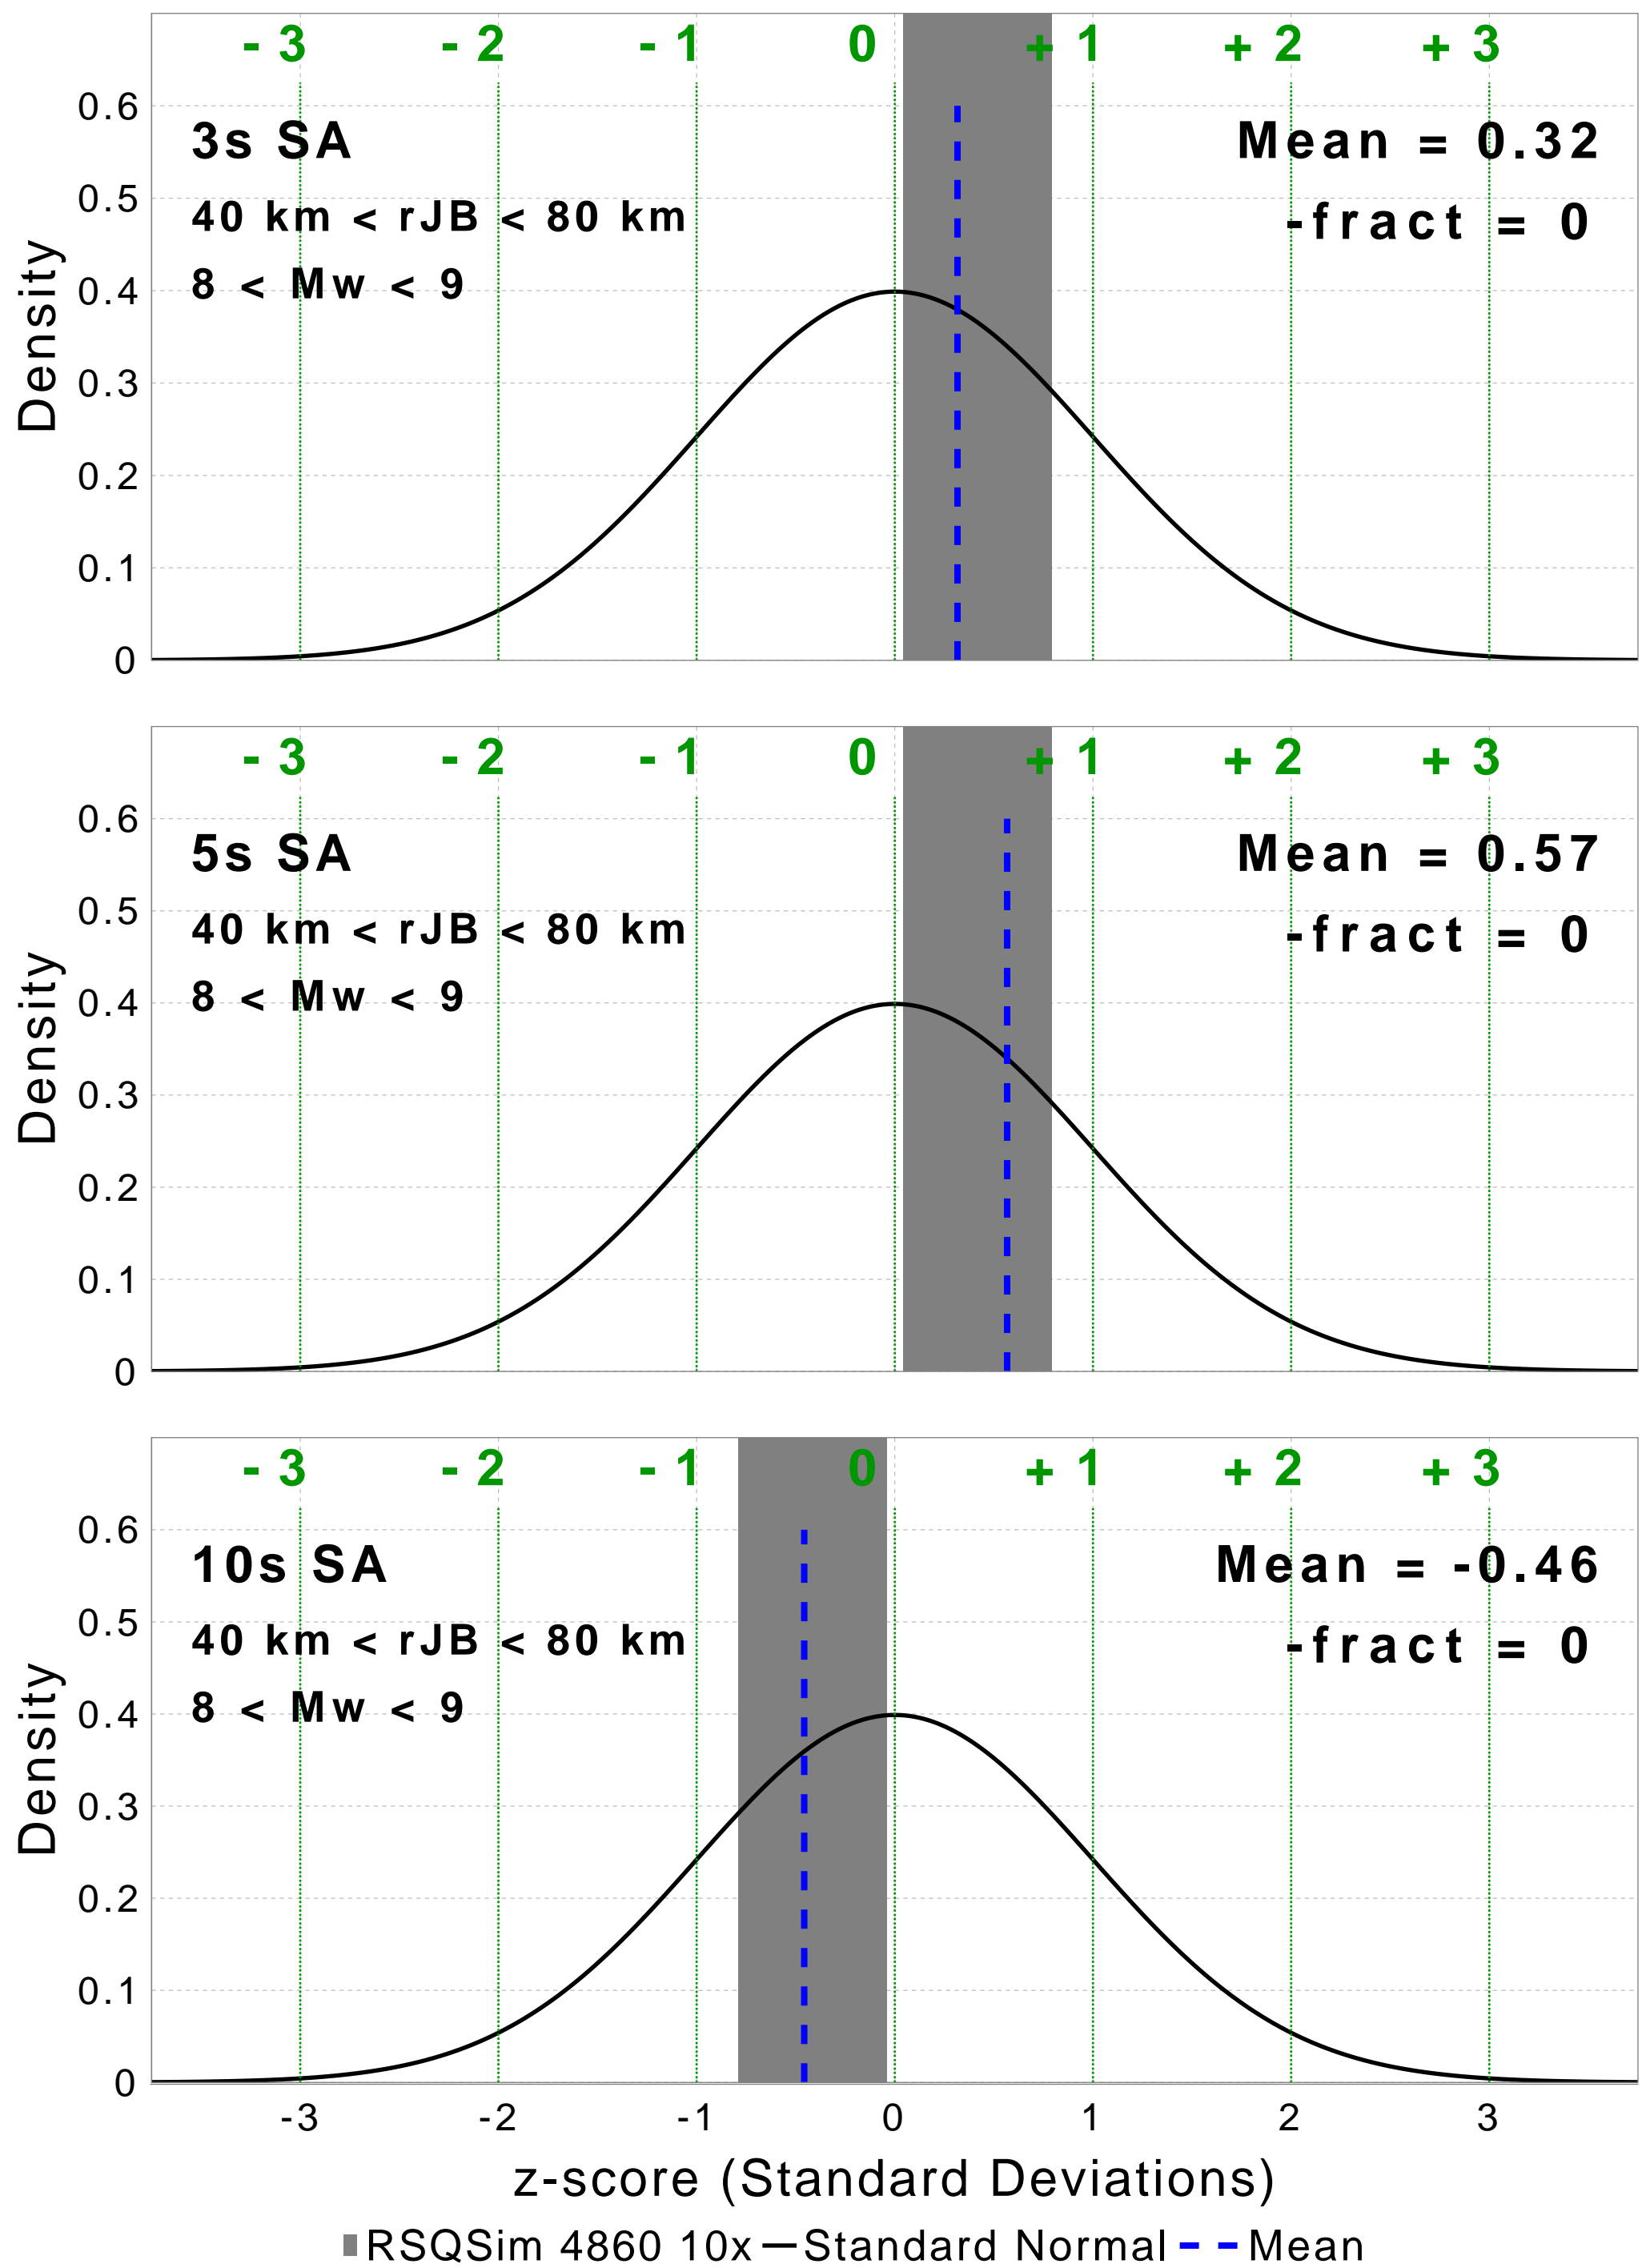 - 3 - 2 - 1 0 + 1 + 2 + 3
0.6
3s SA Mean = 0.32
0.5
40 km < rJB < 80 km -fract = 0
8 < Mw < 9
0.4
Density
0.3
0.2
0.1
0
- 3 - 2 - 1 0 + 1 + 2 + 3
0.6
5s SA Mean = 0.57
0.5
40 km < rJB < 80 km -fract = 0
8 < Mw < 9
0.4
Density
0.3
0.2
0.1
0
- 3 - 2 - 1 0 + 1 + 2 + 3
0.6
10s SA Mean = -0.46
0.5
40 km < rJB < 80 km -fract = 0
8 < Mw < 9
0.4
Density
0.3
0.2
0.1
0
-3 -2 -1 0 1 2 3
z-score (Standard Deviations)
RSQSim 4860 10x Standard Normal Mean